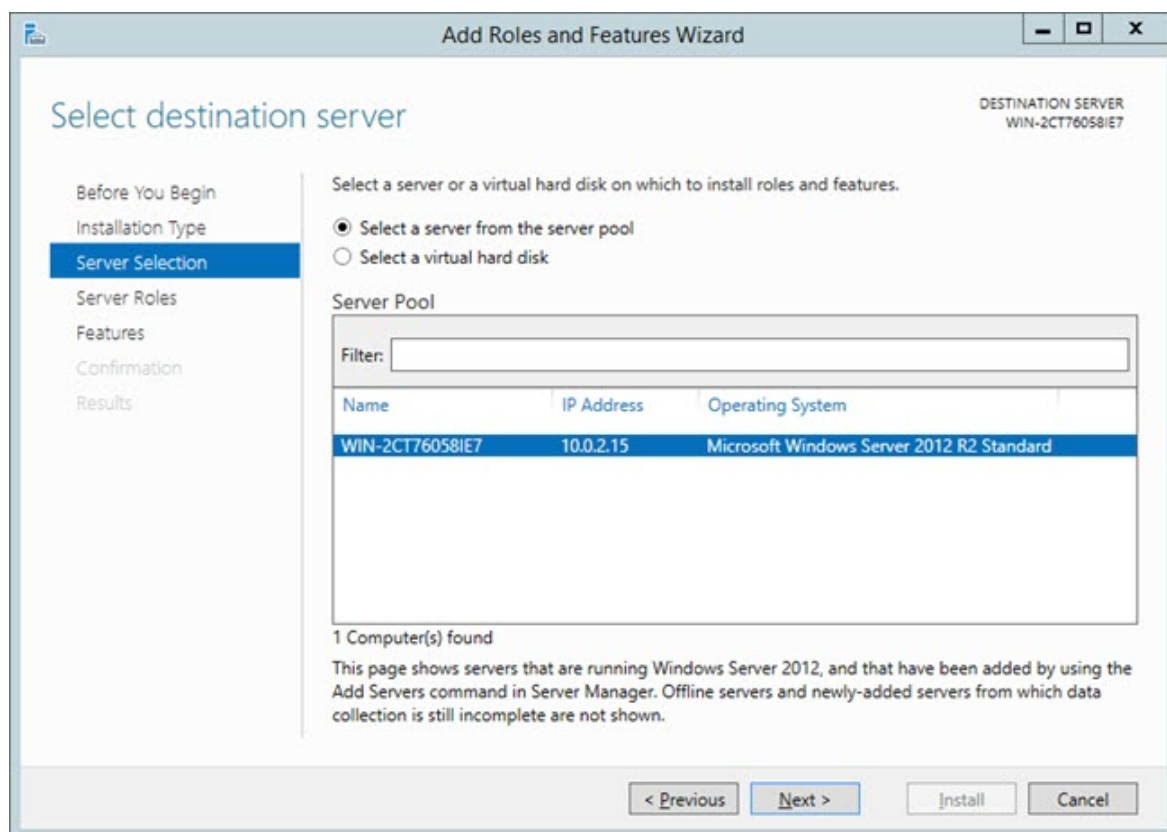 Add Roles and Features Wizard
Select destination server
DESTINATION SERVER
WIN-2CT76058IE7
Before You Begin
Installation Type
Server Selection
Server Roles
Features
Confirmation
Results
Select a server or a virtual hard disk on which to install roles and features.
Select a server from the server pool
Select a virtual hard disk
Server Pool
Filter:
Name IP Address Operating System
WIN-2CT76058IE7 10.0.2.15 Microsoft Windows Server 2012 R2 Standard
1 Computer(s) found
This page shows servers that are running Windows Server 2012, and that have been added by using the
Add Servers command in Server Manager. Offline servers and newly-added servers from which data
collection is still incomplete are not shown.
< Previous Next > Install Cancel